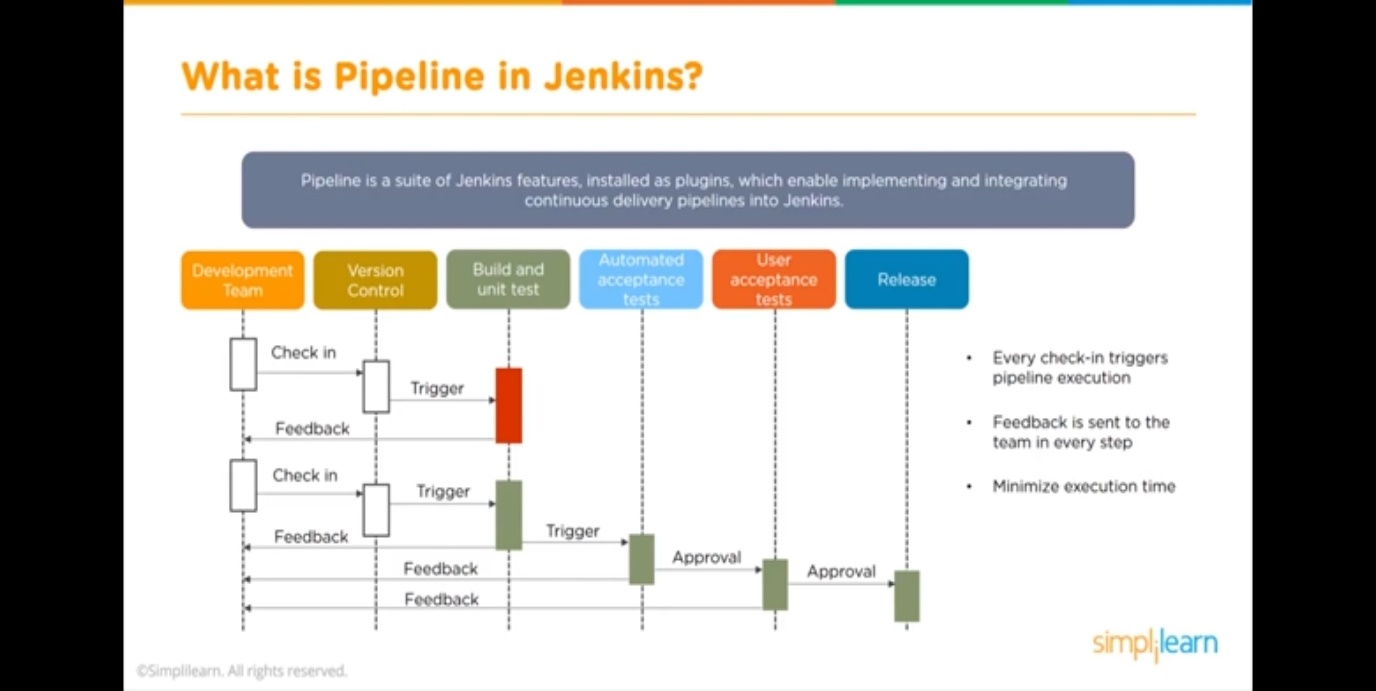 What is Pipeline in Jenkins?
Pipeline is a suite of Jenkins features, installed as plugins, which enable implementing and integrating
continuous delivery pipelines into Jenkins.
Development
Team
Version
Control
Build and
unit test
Automated
acceptance
tests
User
acceptance
tests
Release
Check in
Trigger
Feedback
Check in
Trigger
Feedback
Trigger
Feedback
Approval
Feedback
Approval
• Every check-in triggers
pipeline execution
• Feedback is sent to the
team in every step
• Minimize execution time
simplilearn
©Simplilearn. All rights reserved.